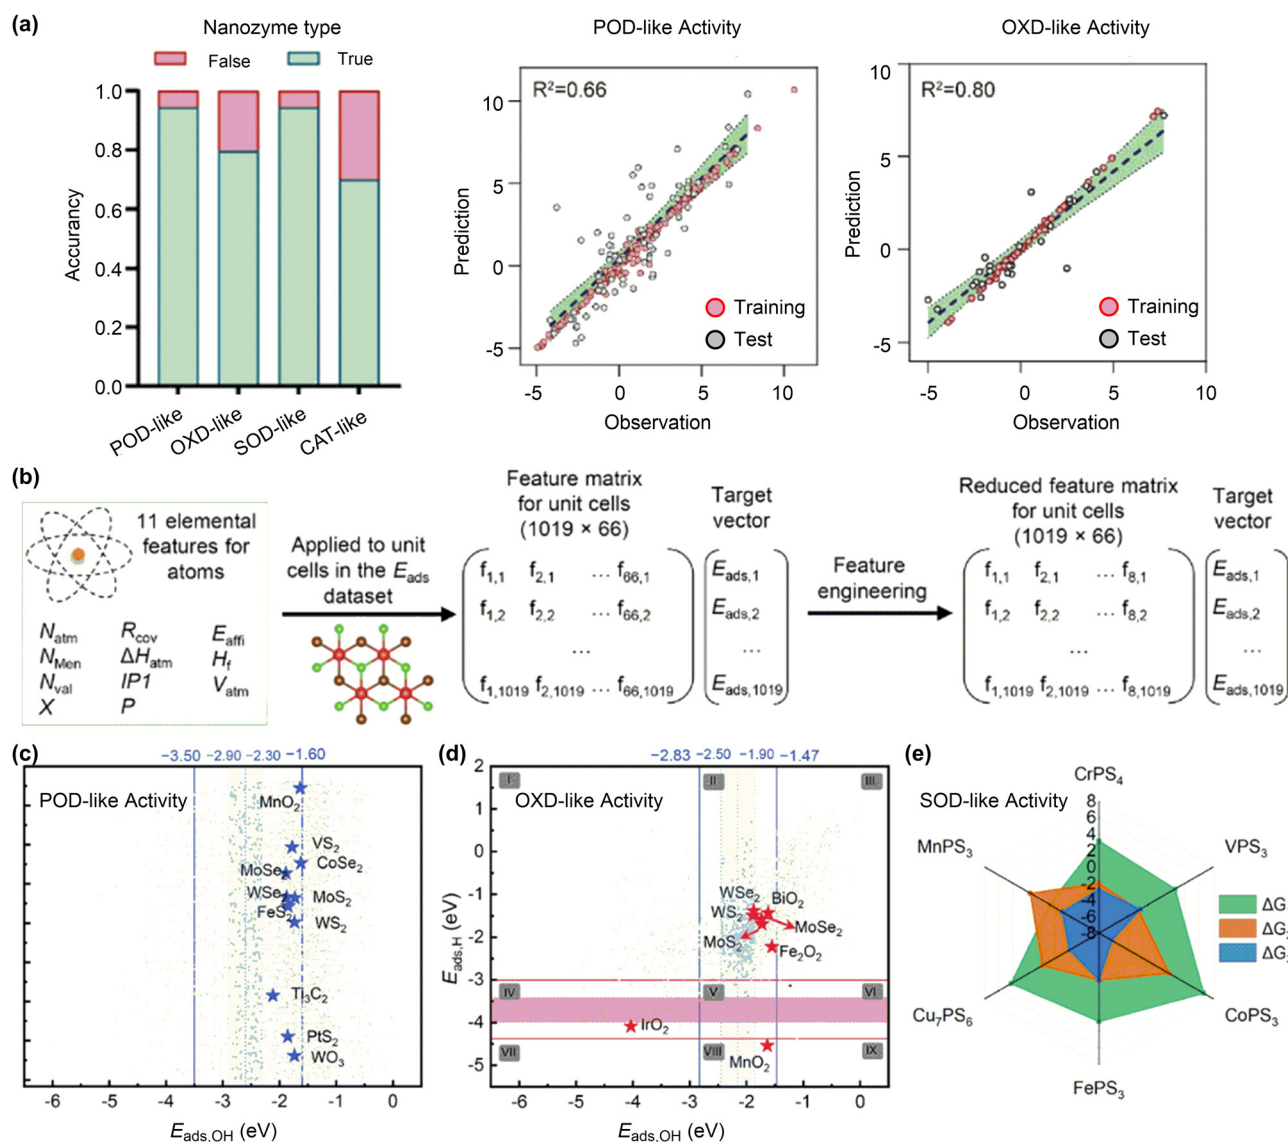 (a)
Nanozyme type
False
True
Accurancy
1.0
0.8
0.6
0.4
0.2
0.0
POD-like
OXD-like
SOD-like
CAT-like
POD-like Activity
R²=0.66
Prediction
10
5
0
-5
Training
Test
-5 0 5 10
Observation
OXD-like Activity
R²=0.80
Prediction
10
5
0
-5
Training
Test
-5 0 5 10
Observation
(b)
11 elemental
features for
atoms
N_atm R_cov E_affi
N_Men ΔH_atm H_f
N_val IP1 V_atm
X P
Applied to unit
cells in the E_ads
dataset
Feature matrix
for unit cells
(1019 × 66)
f_1,1 f_2,1 … f_66,1
f_1,2 f_2,2 … f_66,2
…
f_1,1019 f_2,1019 … f_66,1019
Target
vector
E_ads,1
E_ads,2
…
E_ads,1019
Feature
engineering
Reduced feature matrix
for unit cells
(1019 × 66)
f_1,1 f_2,1 … f_8,1
f_1,2 f_2,2 … f_8,2
…
f_1,1019 f_2,1019 … f_8,1019
Target
vector
E_ads,1
E_ads,2
…
E_ads,1019
(c)
−3.50 −2.90 −2.30 −1.60
POD-like Activity
MnO₂
VS₂
CoSe₂
MoSe₂
WSe₂
MoS₂
FeS₂
WS₂
Ti₃C₂
PtS₂
WO₃
-6 -5 -4 -3 -2 -1 0
E_ads,OH (eV)
(d)
−2.83 −2.50 −1.90 −1.47
OXD-like Activity
E_ads,H (eV)
2
1
0
-1
-2
-3
-4
-5
I II III
IV V VI
VII VIII IX
WSe₂
BiO₂
WS₂
MoSe₂
MoS₂
Fe₂O₂
IrO₂
MnO₂
-6 -5 -4 -3 -2 -1 0
E_ads,OH (eV)
(e)
SOD-like Activity
CrPS₄
VPS₃
CoPS₃
FePS₃
Cu₇PS₆
MnPS₃
8
6
4
2
0
-2
-4
-6
-8
ΔG
ΔG
ΔG